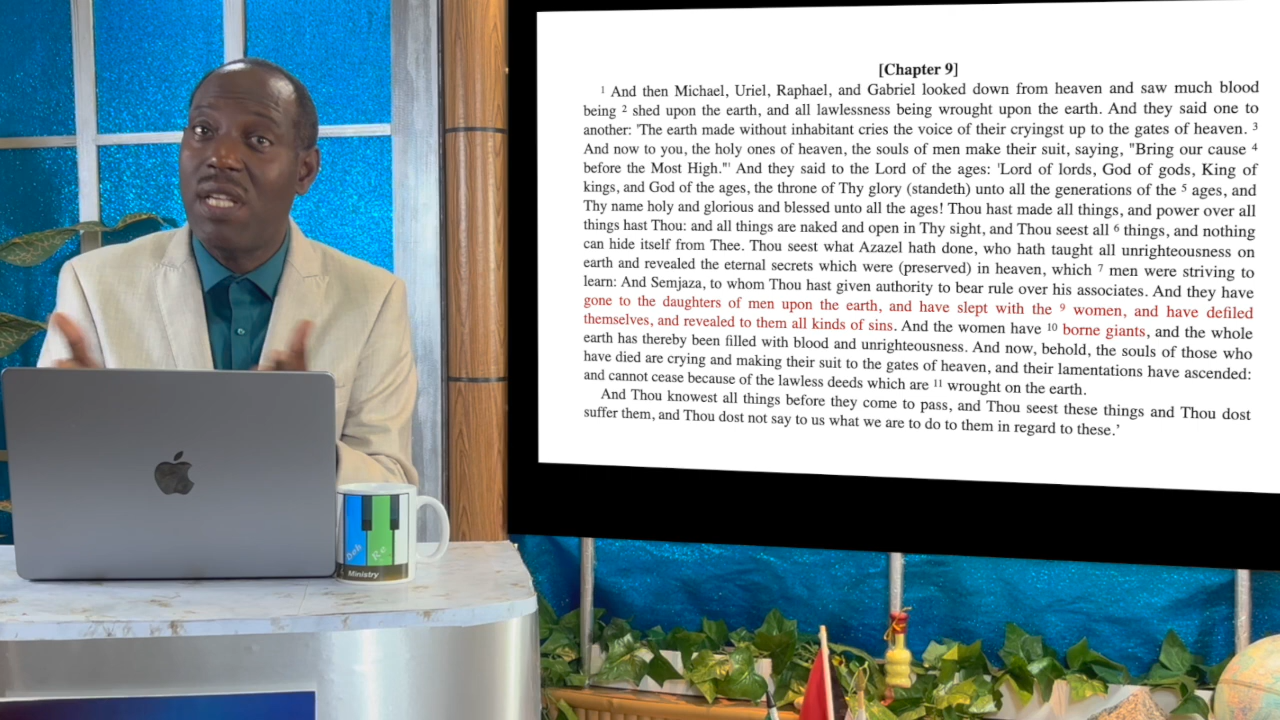 [Chapter 9]
1 And then Michael, Uriel, Raphael, and Gabriel looked down from heaven and saw much blood
being 2 shed upon the earth, and all lawlessness being wrought upon the earth. And they said one to
another: 'The earth made without inhabitant cries the voice of their cryingst up to the gates of heaven. 3
And now to you, the holy ones of heaven, the souls of men make their suit, saying, "Bring our cause 4
before the Most High."' And they said to the Lord of the ages: 'Lord of lords, God of gods, King of
kings, and God of the ages, the throne of Thy glory (standeth) unto all the generations of the 5 ages, and
Thy name holy and glorious and blessed unto all the ages! Thou hast made all things, and power over all
things hast Thou: and all things are naked and open in Thy sight, and Thou seest all 6 things, and nothing
can hide itself from Thee. Thou seest what Azazel hath done, who hath taught all unrighteousness on
earth and revealed the eternal secrets which were (preserved) in heaven, which 7 men were striving to
learn: And Semjaza, to whom Thou hast given authority to bear rule over his associates. And they have
gone to the daughters of men upon the earth, and have slept with the 9 women, and have defiled
themselves, and revealed to them all kinds of sins. And the women have 10 borne giants, and the whole
earth has thereby been filled with blood and unrighteousness. And now, behold, the souls of those who
have died are crying and making their suit to the gates of heaven, and their lamentations have ascended:
and cannot cease because of the lawless deeds which are 11 wrought on the earth.
And Thou knowest all things before they come to pass, and Thou seest these things and Thou dost
suffer them, and Thou dost not say to us what we are to do to them in regard to these.'
Deb Re
Ministry